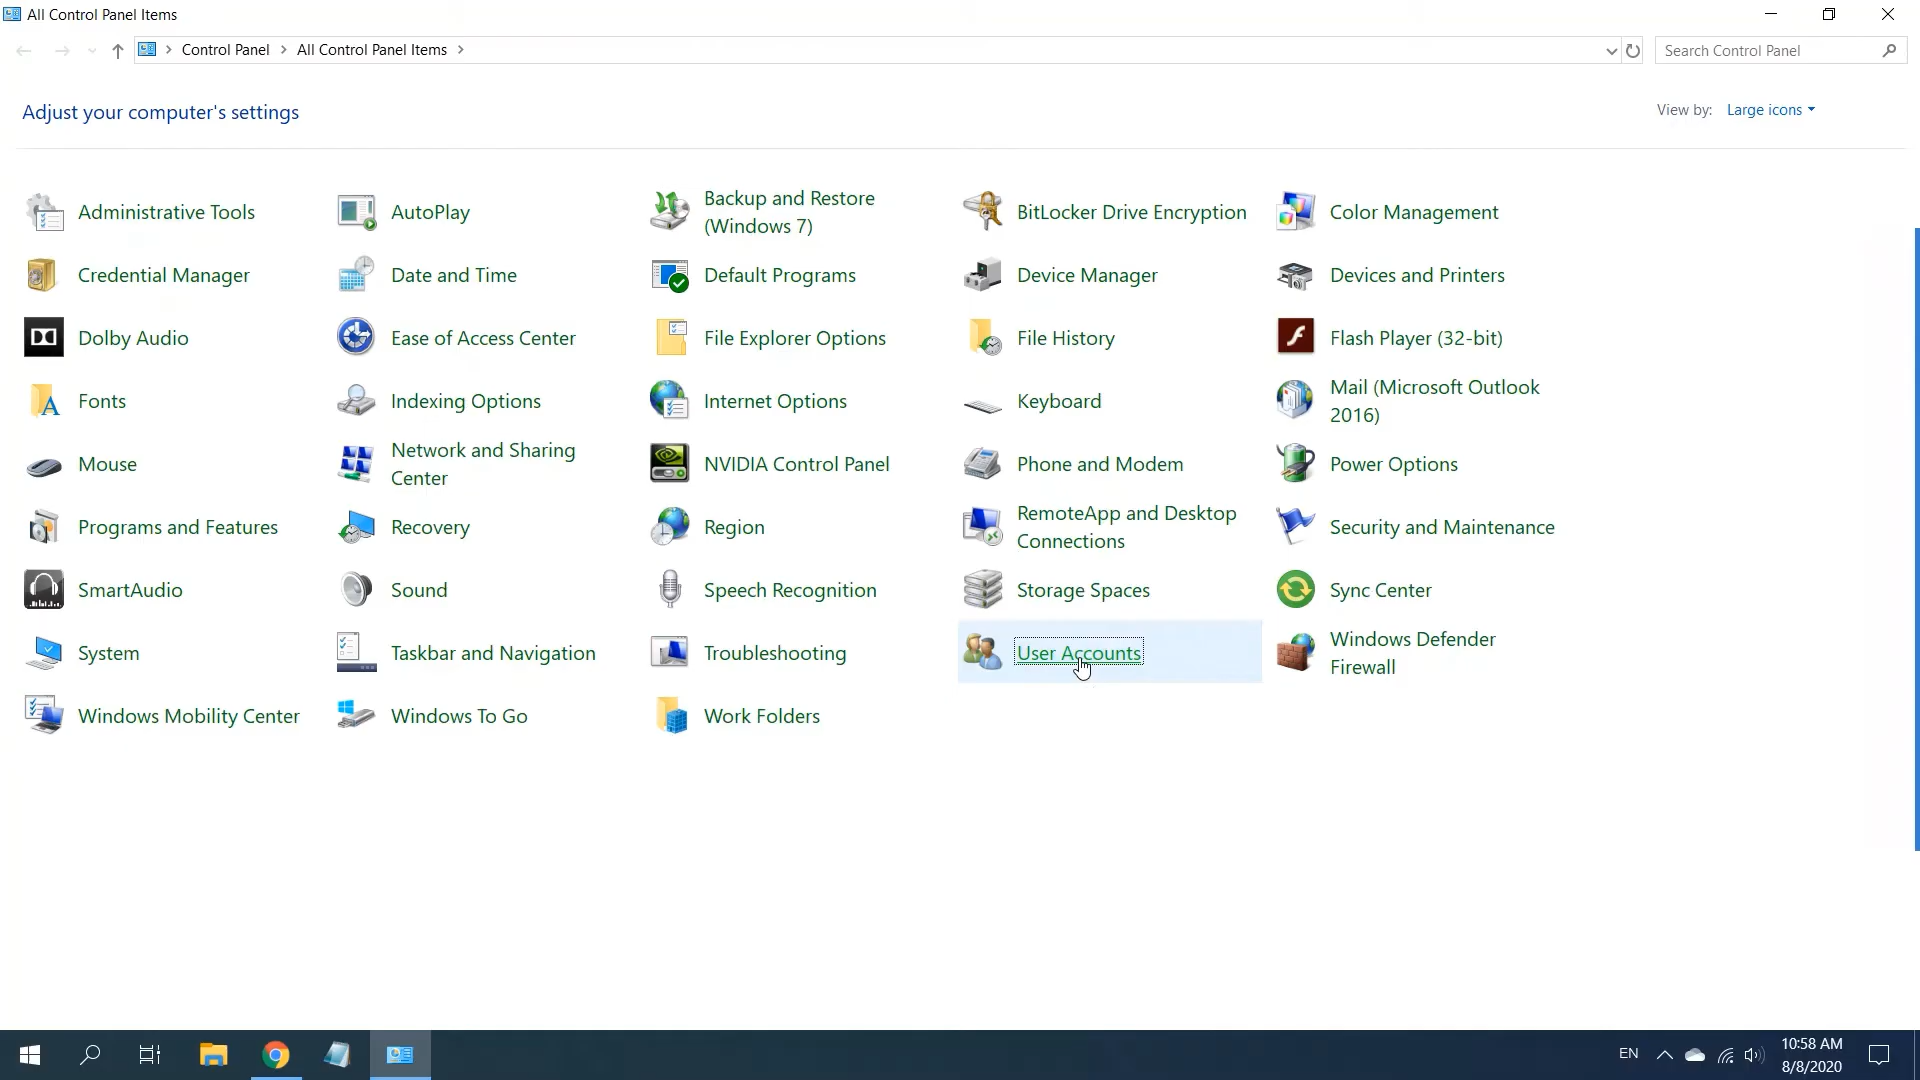 All Control Panel Items
Control Panel
All Control Panel Items
Search Control Panel
Adjust your computer's settings
View by:
Large icons
Administrative Tools
AutoPlay
Backup and Restore
(Windows 7)
BitLocker Drive Encryption
Color Management
Credential Manager
Date and Time
Default Programs
Device Manager
Devices and Printers
Dolby Audio
Ease of Access Center
File Explorer Options
File History
Flash Player (32-bit)
Fonts
Indexing Options
Internet Options
Keyboard
Mail (Microsoft Outlook
2016)
Mouse
Network and Sharing
Center
NVIDIA Control Panel
Phone and Modem
Power Options
Programs and Features
Recovery
Region
RemoteApp and Desktop
Connections
Security and Maintenance
SmartAudio
Sound
Speech Recognition
Storage Spaces
Sync Center
System
Taskbar and Navigation
Troubleshooting
User Accounts
Windows Defender
Firewall
Windows Mobility Center
Windows To Go
Work Folders
EN
10:58 AM
8/8/2020